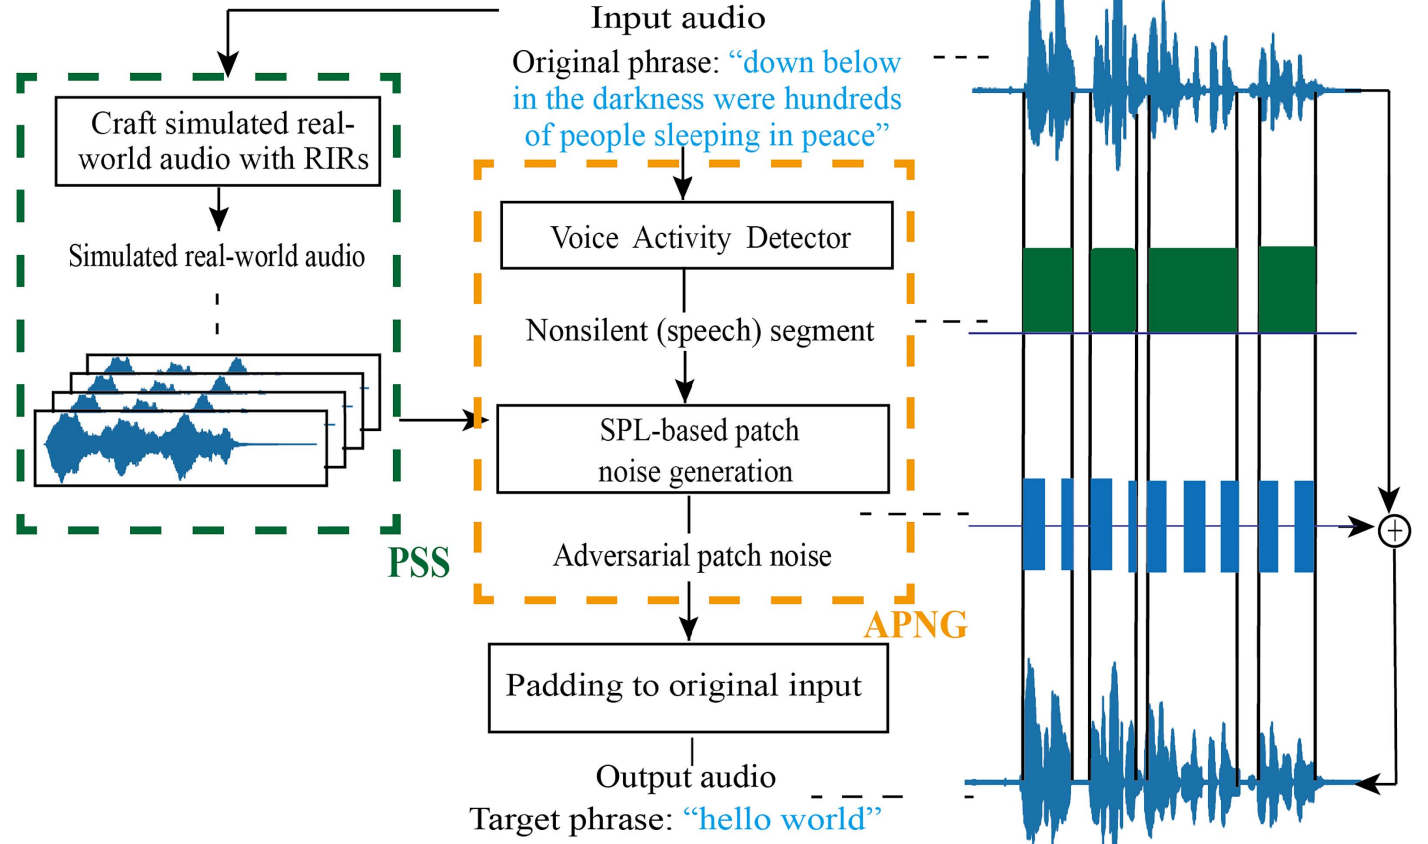 Input audio
Original phrase: “down below
in the darkness were hundreds
of people sleeping in peace”
Craft simulated real-
world audio with RIRs
Simulated real-world audio
PSS
Voice Activity Detector
Nonsilent (speech) segment
SPL-based patch
noise generation
Adversarial patch noise
APNG
Padding to original input
Output audio
Target phrase: “hello world”
+